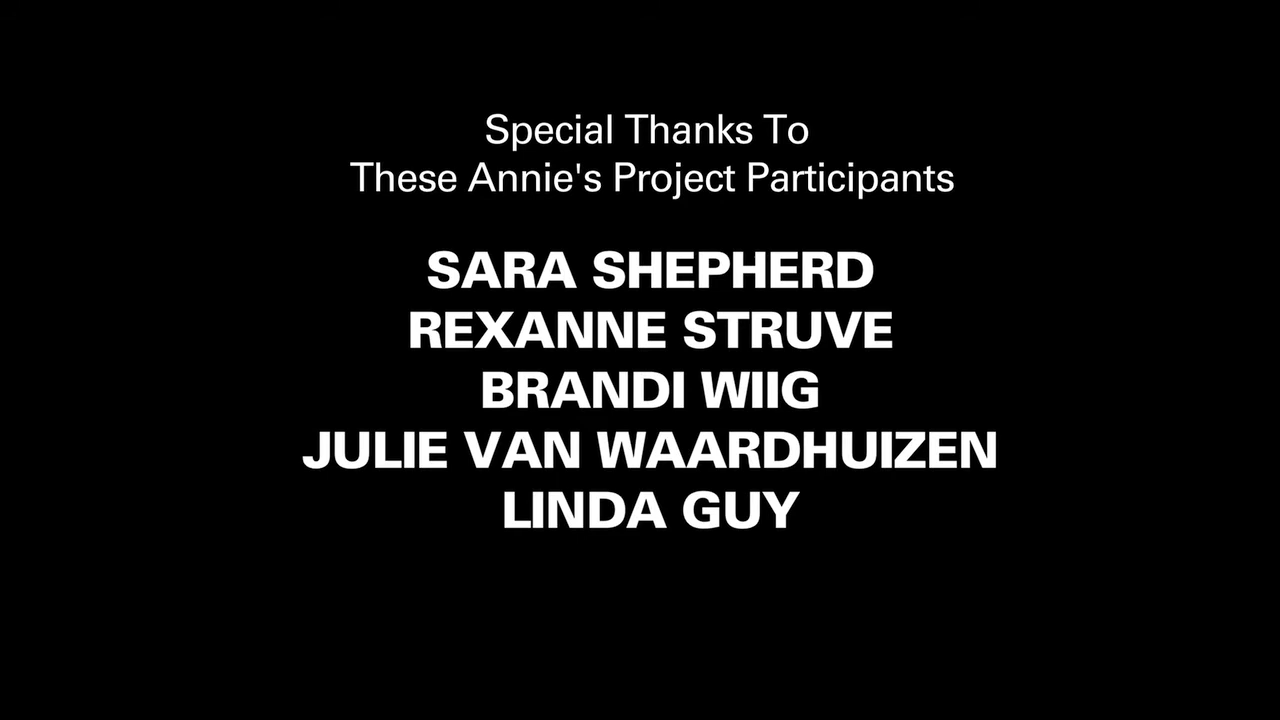 Special Thanks To
These Annie's Project Participants
SARA SHEPHERD
REXANNE STRUVE
BRANDI WIIG
JULIE VAN WAARDHUIZEN
LINDA GUY